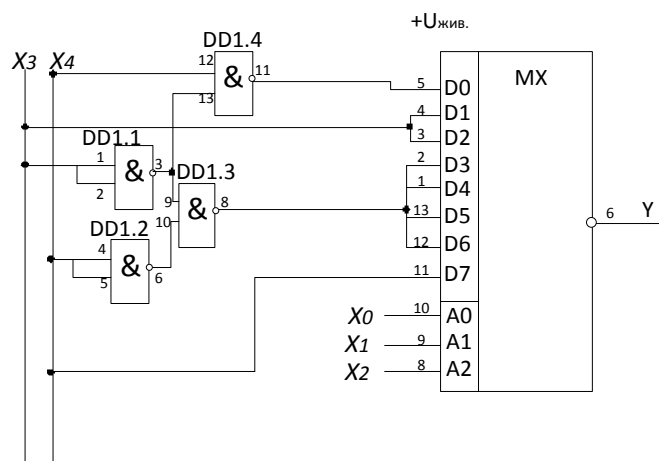 +Uжив.
X3 X4
DD1.4
12 & 11
13
MX
5 D0
4 D1
3 D2
2 D3
1 D4
13 D5
12 D6
11 D7
DD1.1
1 & 3
2
DD1.3
9 & 8
10
DD1.2
4 & 6
5
6 Y
X0 10 A0
X1 9 A1
X2 8 A2